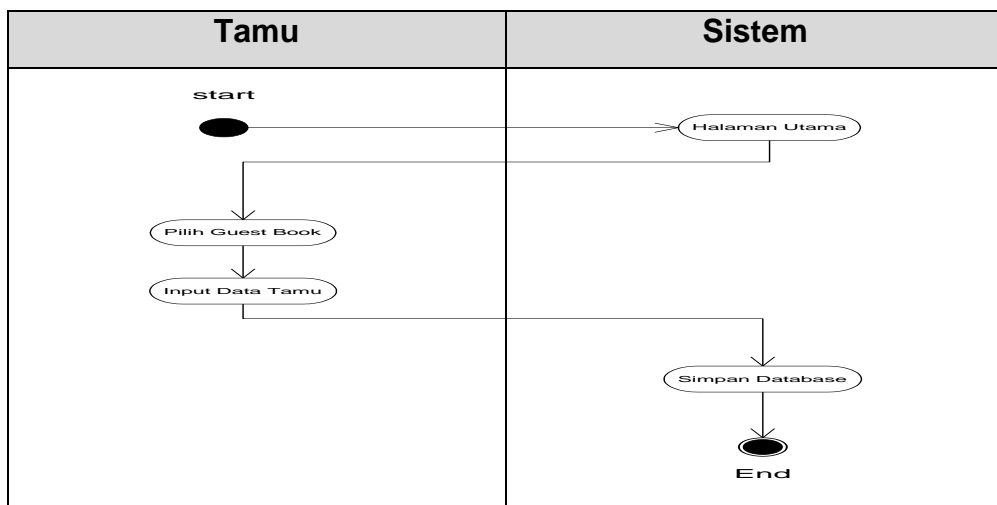 Tamu
Sistem
start
Halaman Utama
Pilih Guest Book
Input Data Tamu
Simpan Database
End